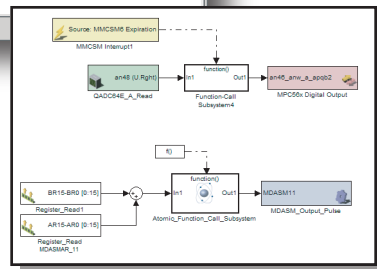 Source: MMCSM6 Expiration
MMCSM Interrupt1
an48 (U.Rght)
QADC64E_A_Read
function()
In1
Out1
Function-Call
Subsystem4
an46_anw_a_apqb2
MPC56x Digital Output
f()
BR15-BR0 [0:15]
Register_Read1
AR15-AR0 [0:15]
Register_Read
MDASMAR_11
function()
In1
Out1
Atomic_Function_Call_Subsystem
MDASM11
MDASM_Output_Pulse